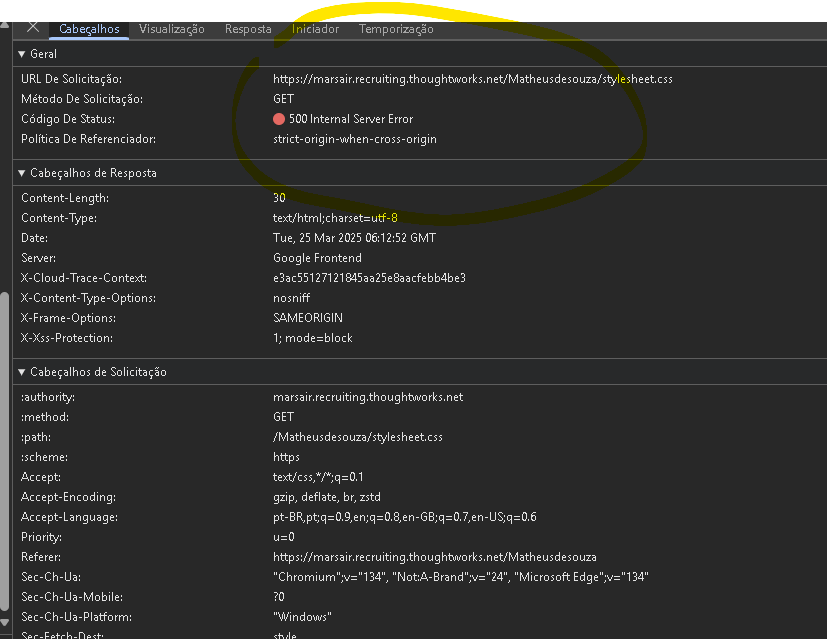 Cabeçalhos Visualização Resposta Iniciador Temporização
▼ Geral
URL De Solicitação: https://marsair.recruiting.thoughtworks.net/Matheusdesouza/stylesheet.css
Método De Solicitação: GET
Código De Status: 500 Internal Server Error
Política De Referenciador: strict-origin-when-cross-origin
▼ Cabeçalhos de Resposta
Content-Length: 30
Content-Type: text/html;charset=utf-8
Date: Tue, 25 Mar 2025 06:12:52 GMT
Server: Google Frontend
X-Cloud-Trace-Context: e3ac55127121845aa25e8aacfebb4be3
X-Content-Type-Options: nosniff
X-Frame-Options: SAMEORIGIN
X-Xss-Protection: 1; mode=block
▼ Cabeçalhos de Solicitação
:authority: marsair.recruiting.thoughtworks.net
:method: GET
:path: /Matheusdesouza/stylesheet.css
:scheme: https
Accept: text/css,*/*;q=0.1
Accept-Encoding: gzip, deflate, br, zstd
Accept-Language: pt-BR,pt;q=0.9,en;q=0.8,en-GB;q=0.7,en-US;q=0.6
Priority: u=0
Referer: https://marsair.recruiting.thoughtworks.net/Matheusdesouza
Sec-Ch-Ua: "Chromium";v="134", "Not:A-Brand";v="24", "Microsoft Edge";v="134"
Sec-Ch-Ua-Mobile: ?0
Sec-Ch-Ua-Platform: "Windows"
Sec-Fetch-Dest: style